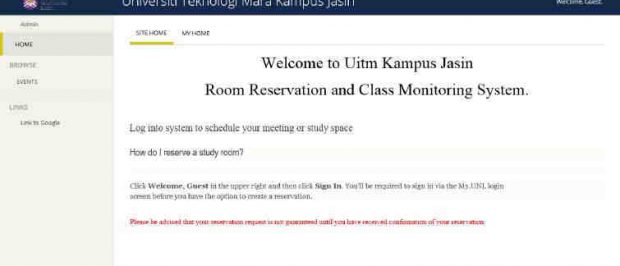 Universiti Teknologi Mara Kampus Jasin
Welcome, Guest.
Admin
HOME
BROWSE
EVENTS
LINKS
Link to Google
SITE HOME MY HOME
Welcome to Uitm Kampus Jasin
Room Reservation and Class Monitoring System.
Log into system to schedule your meeting or study space
How do I reserve a study room?
Click Welcome, Guest in the upper right and then click Sign In. You'll be required to sign in via the My.UNI. login
screen before you have the option to create a reservation.
Please be advised that your reservation request is not guaranteed until you have received confirmation of your reservation.